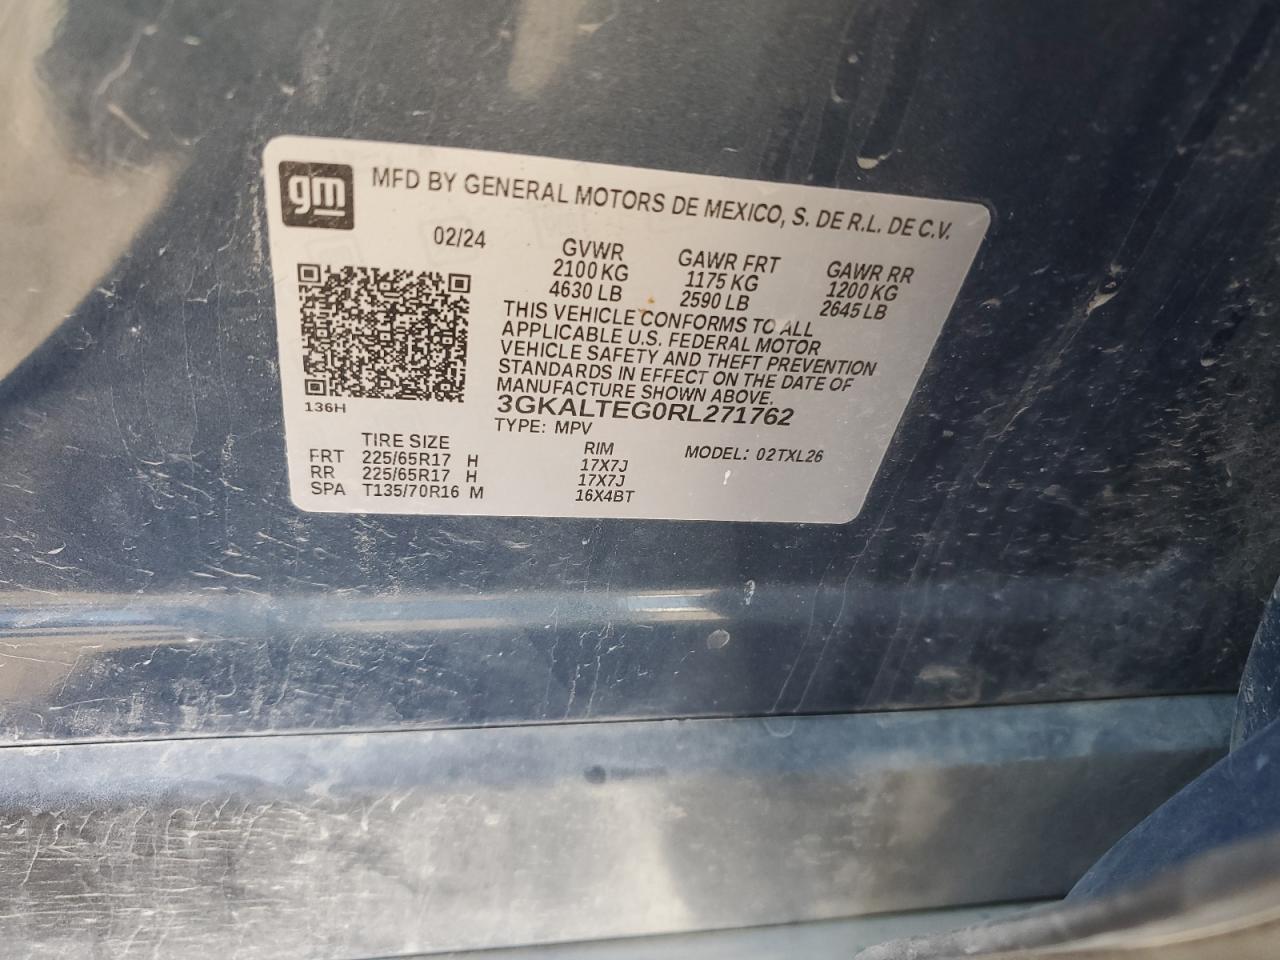 gm
MFD BY GENERAL MOTORS DE MEXICO, S. DE R.L. DE C.V.
02/24
GVWR GAWR FRT GAWR RR
2100 KG 1175 KG 1200 KG
4630 LB 2590 LB 2645 LB
THIS VEHICLE CONFORMS TO ALL
APPLICABLE U.S. FEDERAL MOTOR
VEHICLE SAFETY AND THEFT PREVENTION
STANDARDS IN EFFECT ON THE DATE OF
MANUFACTURE SHOWN ABOVE.
3GKALTEG0RL271762
136H
TYPE: MPV
TIRE SIZE RIM MODEL: 02TXL26
FRT 225/65R17 H 17X7J
RR 225/65R17 H 17X7J
SPA T135/70R16 M 16X4BT